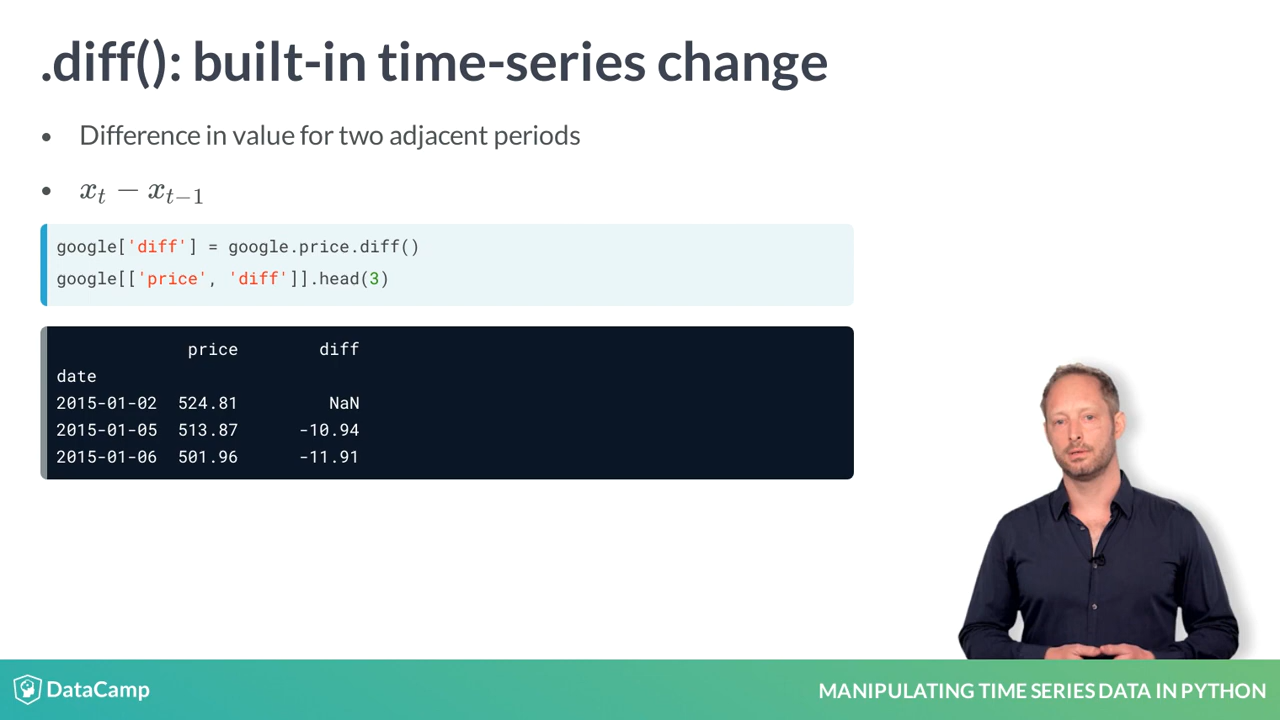 .diff(): built-in time-series change
• Difference in value for two adjacent periods
• xₜ − xₜ₋₁
google['diff'] = google.price.diff()
google[['price', 'diff']].head(3)
price diff
date
2015-01-02 524.81 NaN
2015-01-05 513.87 -10.94
2015-01-06 501.96 -11.91
DataCamp
MANIPULATING TIME SERIES DATA IN PYTHON